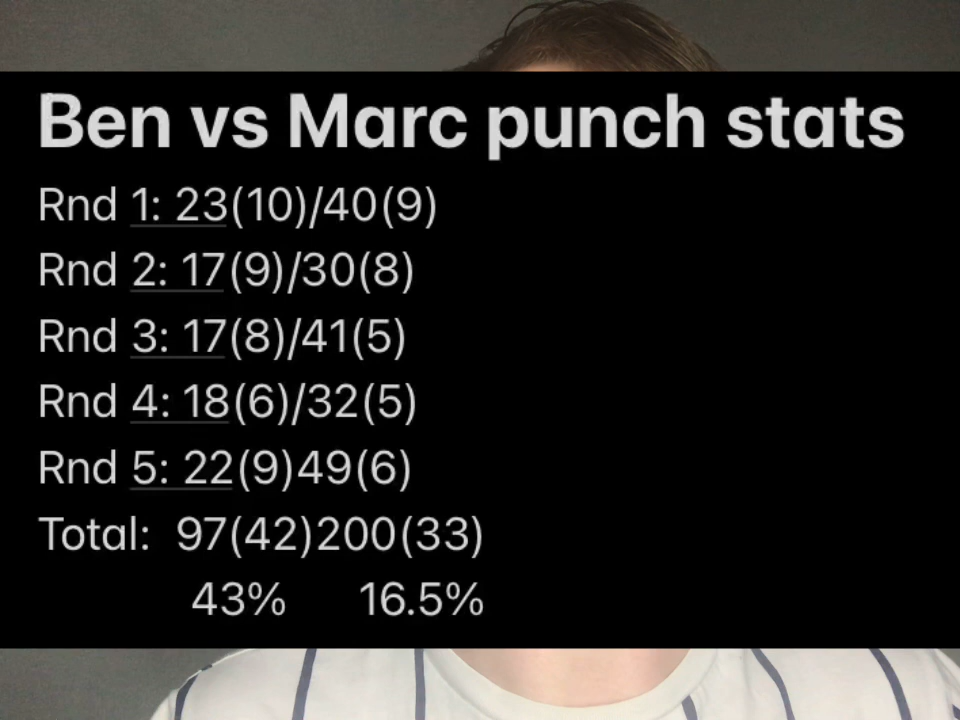 Ben vs Marc punch stats
Rnd 1: 23(10)/40(9)
Rnd 2: 17(9)/30(8)
Rnd 3: 17(8)/41(5)
Rnd 4: 18(6)/32(5)
Rnd 5: 22(9)49(6)
Total: 97(42)200(33)
43% 16.5%